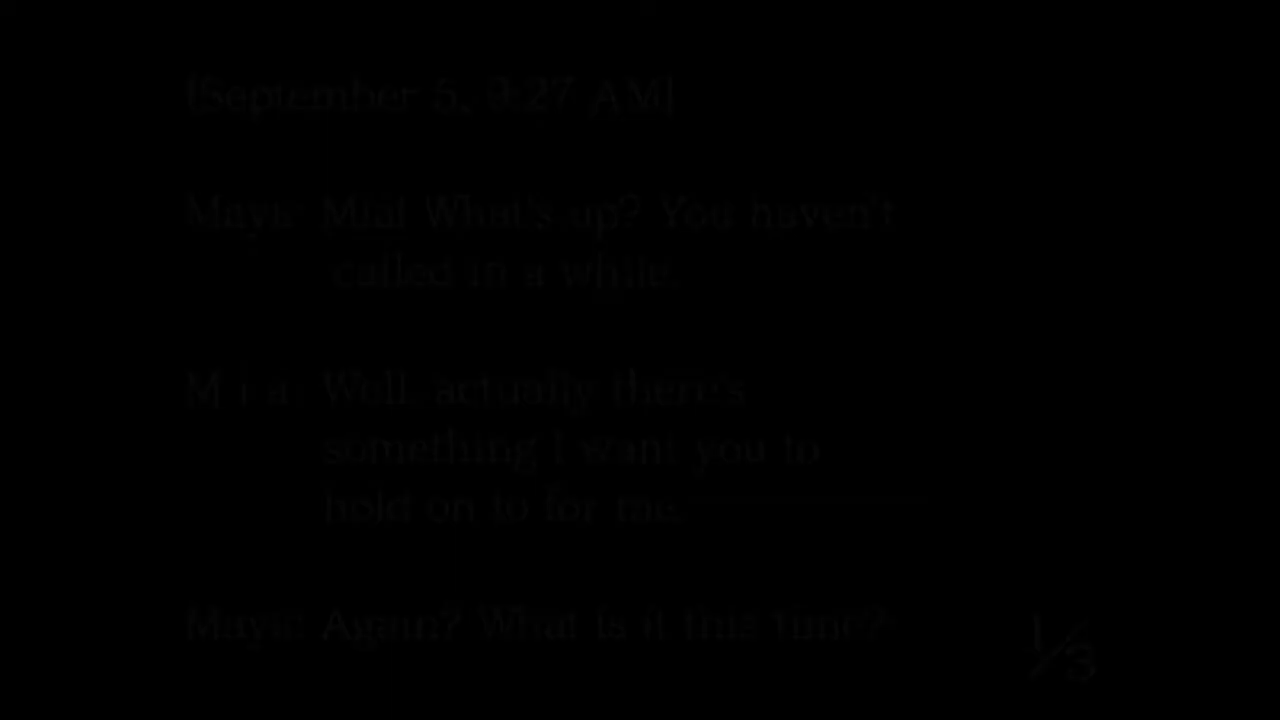 (September 5, 9:27 AM)
Maya: Mia! What's up? You haven't
called in a while.
M i a: Well, actually there's
something I want you to
hold on to for me.
Maya: Again? What is it this time?
1/3